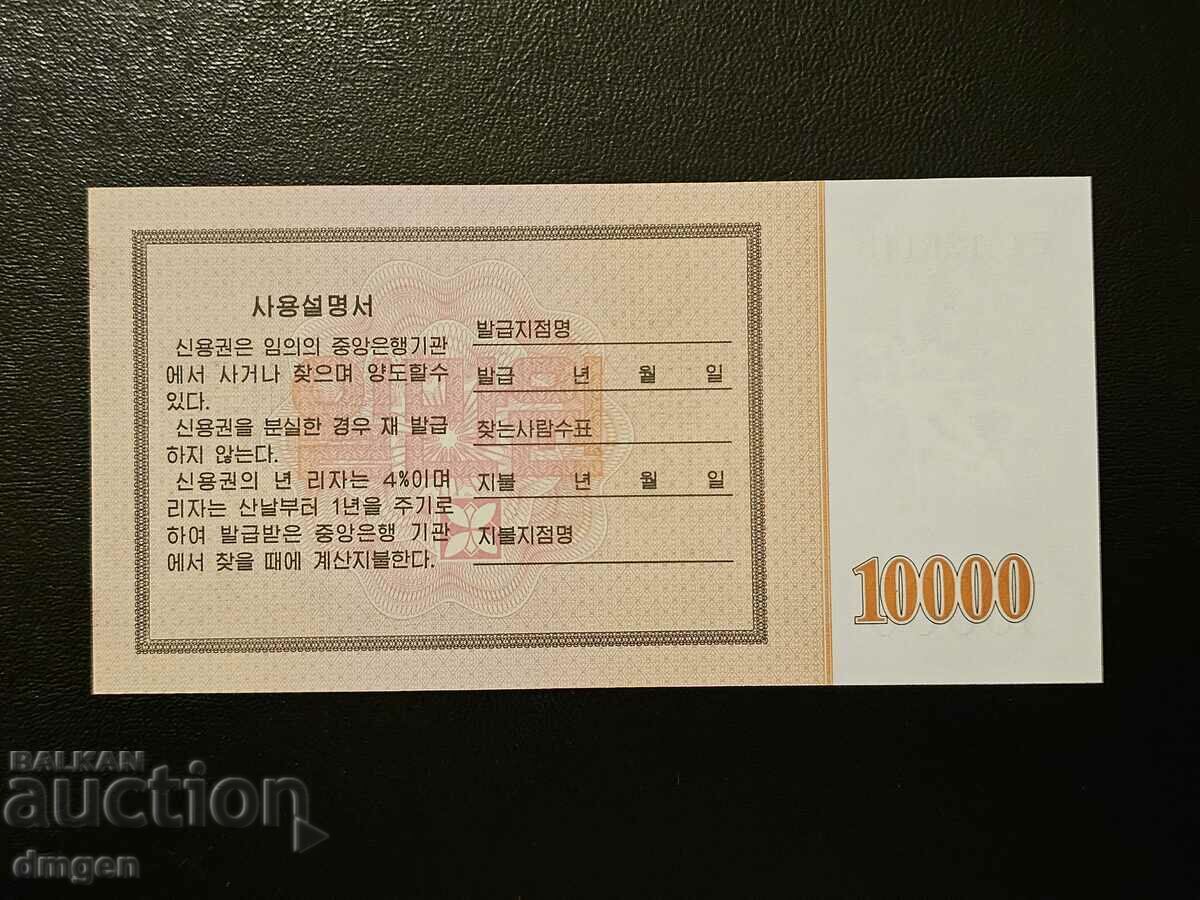 사용설명서
신용권은 임의의 중앙은행기관
에서 사거나 찾으며 양도할수
있다.
신용권을 분실한 경우 재 발급
하지 않는다.
신용권의 년 리자는 4%이며
리자는 산날부터 1년을 주기로
하여 발급받은 중앙은행 기관
에서 찾을 때에 계산지불한다.
발급지점명
발급 년 월 일
찾는사람수표
지불 년 월 일
지불지점명
10000
BALKAN
auction
dmgen